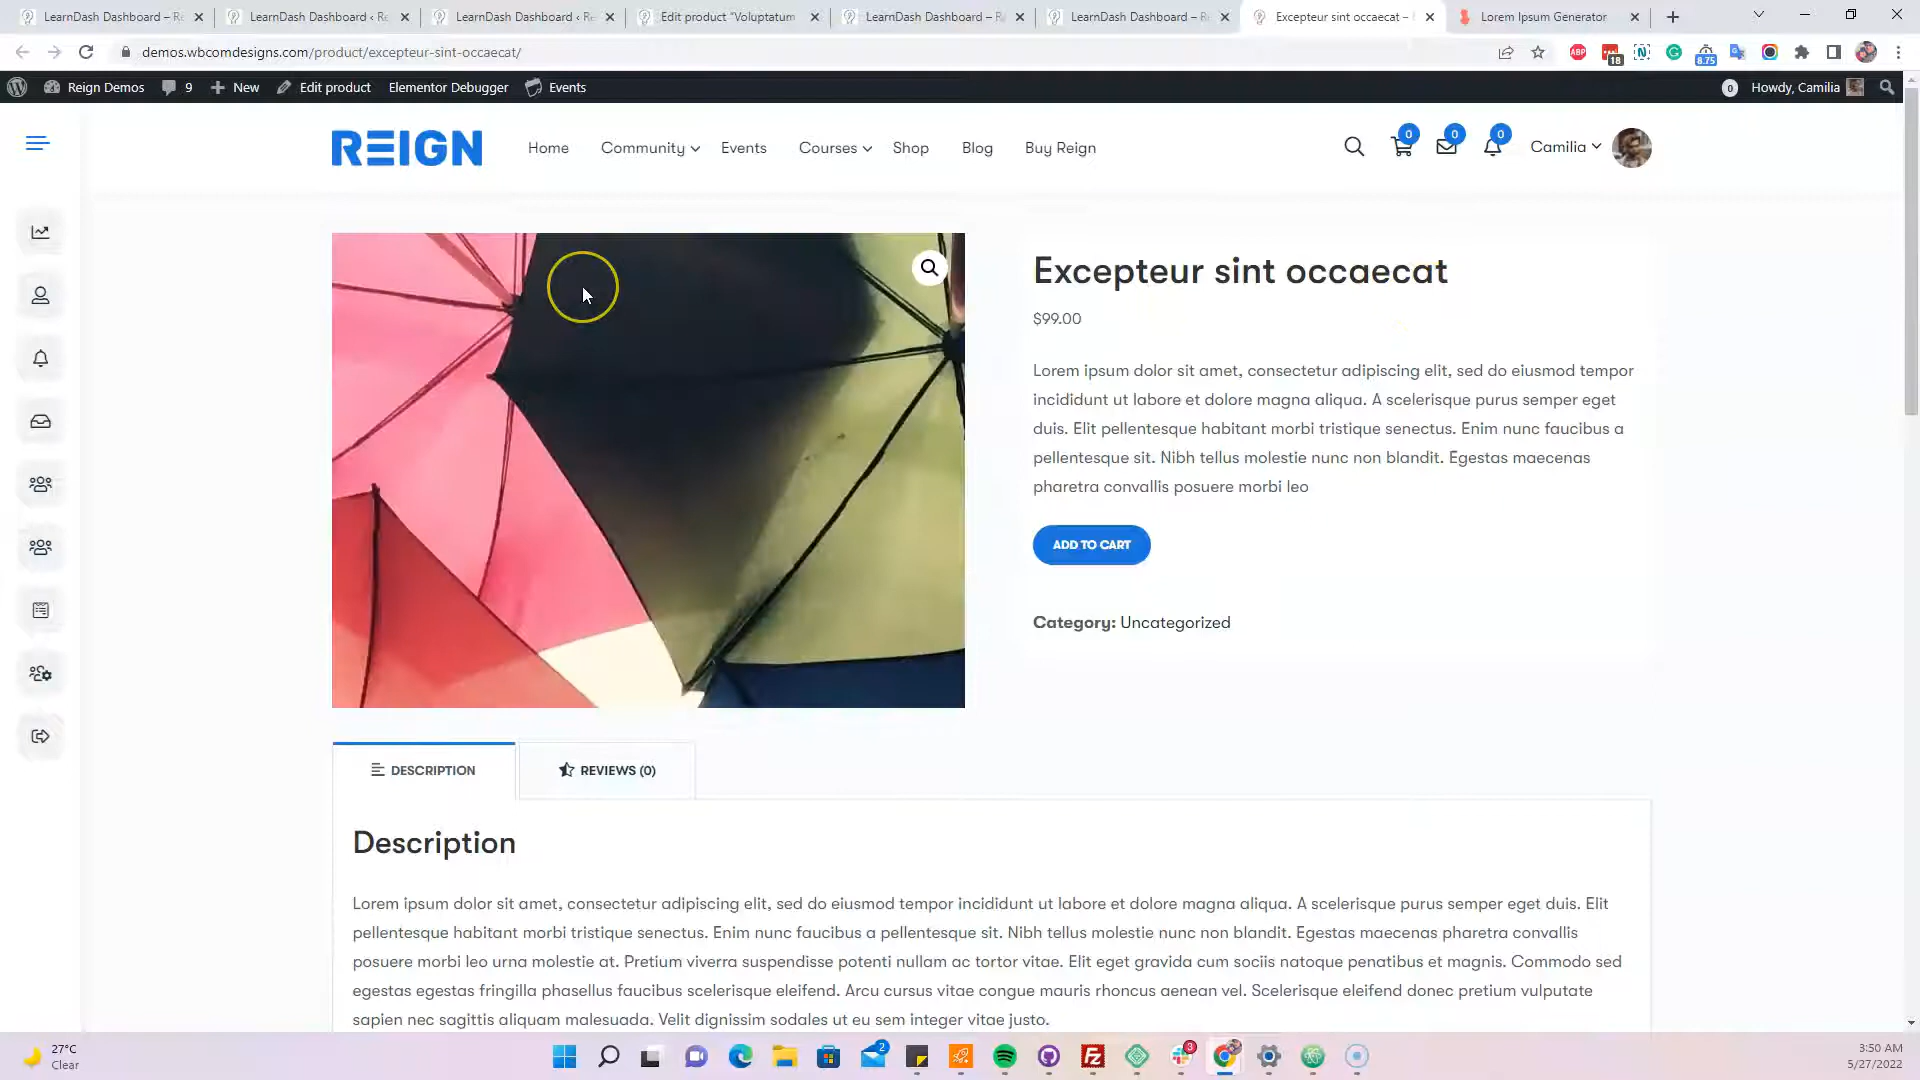 LearnDash Dashboard – Re
LearnDash Dashboard ‹ Re
LearnDash Dashboard ‹ Re
Edit product "Voluptatum
LearnDash Dashboard – R
LearnDash Dashboard – R
Excepteur sint occaecat –
Lorem Ipsum Generator
demos.wbcomdesigns.com/product/excepteur-sint-occaecat/
ABP
18
8.75
Reign Demos
9
New
Edit product
Elementor Debugger
Events
0
Howdy, Camilia
REIGN
Home
Community
Events
Courses
Shop
Blog
Buy Reign
0
0
0
Camilia
Excepteur sint occaecat
$99.00
Lorem ipsum dolor sit amet, consectetur adipiscing elit, sed do eiusmod tempor
incididunt ut labore et dolore magna aliqua. A scelerisque purus semper eget
duis. Elit pellentesque habitant morbi tristique senectus. Enim nunc faucibus a
pellentesque sit. Nibh tellus molestie nunc non blandit. Egestas maecenas
pharetra convallis posuere morbi leo
ADD TO CART
Category: Uncategorized
DESCRIPTION
REVIEWS (0)
Description
Lorem ipsum dolor sit amet, consectetur adipiscing elit, sed do eiusmod tempor incididunt ut labore et dolore magna aliqua. A scelerisque purus semper eget duis. Elit
pellentesque habitant morbi tristique senectus. Enim nunc faucibus a pellentesque sit. Nibh tellus molestie nunc non blandit. Egestas maecenas pharetra convallis
posuere morbi leo urna molestie at. Pretium viverra suspendisse potenti nullam ac tortor vitae. Elit eget gravida cum sociis natoque penatibus et magnis. Commodo sed
egestas egestas fringilla phasellus faucibus scelerisque eleifend. Arcu cursus vitae congue mauris rhoncus aenean vel. Scelerisque eleifend donec pretium vulputate
sapien nec sagittis aliquam malesuada. Velit dignissim sodales ut eu sem integer vitae justo.
27°C
Clear
2
3
3:50 AM
5/27/2022